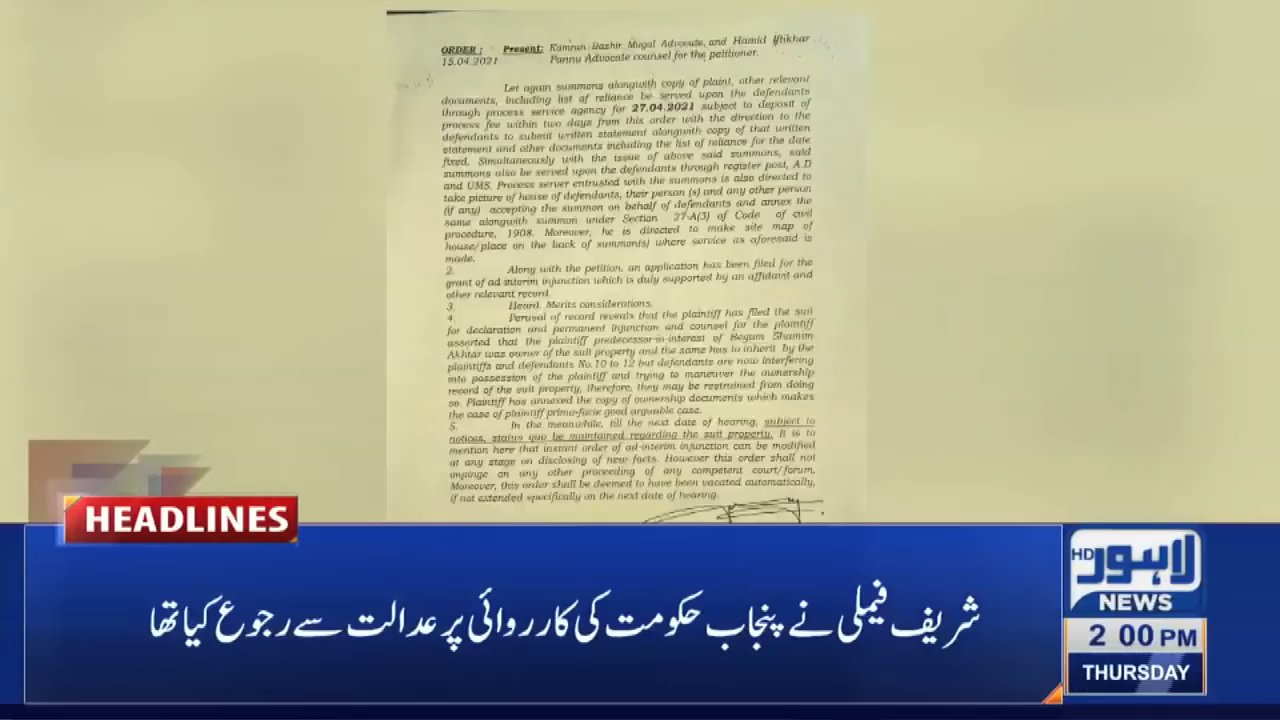 ORDER : Present: Kamran Bashir Mugal Advocate, and Hamid Iftikhar
15.04.2021 Pannu Advocate counsel for the petitioner.
Let again summons alongwith copy of plaint, other relevant
documents, including list of reliance be served upon the defendants
through process service agency for 27.04.2021 subject to deposit of
process fee within two days from this order with the direction to the
defendants to submit written statement alongwith copy of that written
statement and other documents including the list of reliance for the date
fixed. Simultaneously with the issue of above said summons, said
summons also be served upon the defendants through register post, A.D
and UMS. Process server entrusted with the summons is also directed to
take picture of house of defendants, their person (s) and any other person
(if any) accepting the summon on behalf of defendants and annex the
same alongwith summon under Section 27-A(3) of Code of civil
procedure, 1908. Moreover, he is directed to make site map of
house/place on the back of summon(s) where service as aforesaid is
made.
2. Along with the petition, an application has been filed for the
grant of ad interim injunction which is duly supported by an affidavit and
other relevant record.
3. Heard. Merits considerations.
4. Perusal of record reveals that the plaintiff has filed the suit
for declaration and permanent injunction and counsel for the plaintiff
asserted that the plaintiff predecessor-in-interest of Begum Shamim
Akhtar was owner of the suit property and the same has to inherit by the
plaintiffs and defendants No.10 to 12 but defendants are now interfering
into possession of the plaintiff and trying to maneuver the ownership
record of the suit property, therefore, they may be restrained from doing
so. Plaintiff has annexed the copy of ownership documents which makes
the case of plaintiff prima-facie good arguable case.
5. In the meanwhile, till the next date of hearing, subject to
notices, status quo be maintained regarding the suit property. It is to
mention here that instant order of ad-interim injunction can be modified
at any stage on disclosing of new facts. However this order shall not
impinge on any other proceeding of any competent court/forum,
Moreover, this order shall be deemed to have been vacated automatically,
if not extended specifically on the next date of hearing.
HEADLINES
شریف فیملی نے پنجاب حکومت کی کارروائی پر عدالت سے رجوع کیا تھا
لاہور HD
NEWS
2 00 PM
THURSDAY